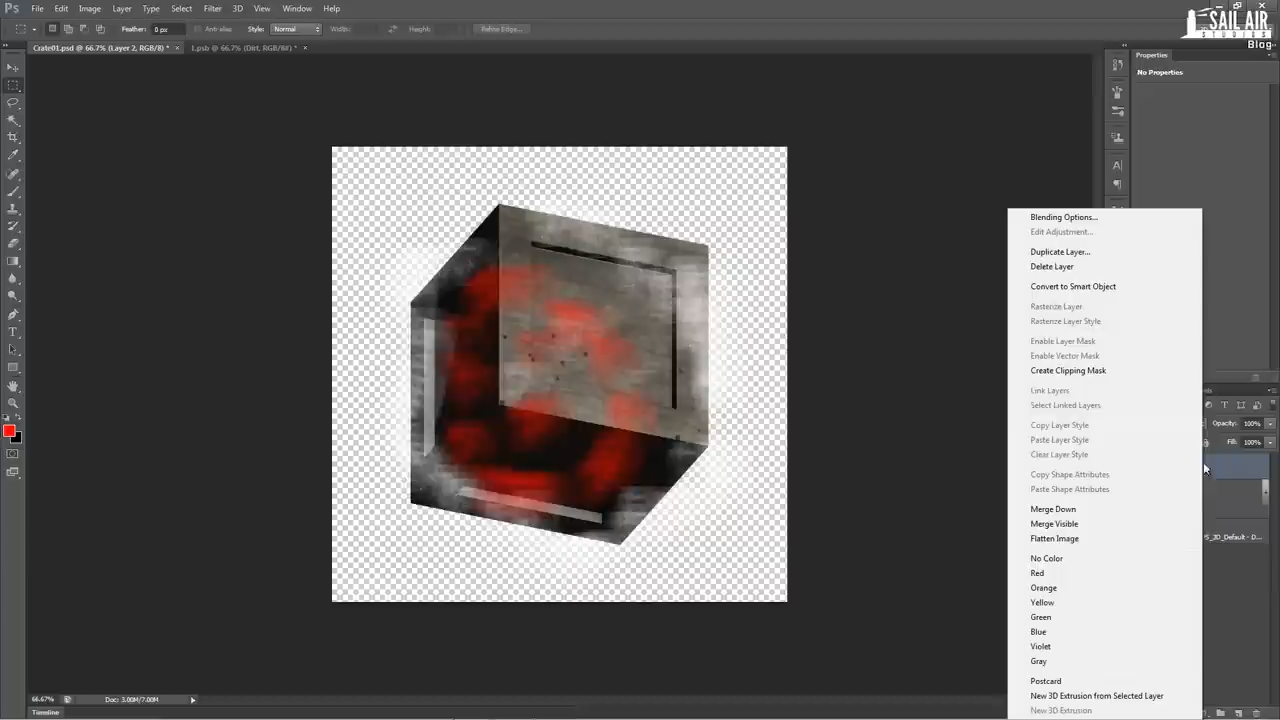 Ps File Edit Image Layer Type Select Filter 3D View Window Help
Feather: 0 px Anti-alias Style: Normal Width: Height: Refine Edge...
SAIL AIR
STUDIOS
Blog
Crate01.psd @ 66.7% (Layer 2, RGB/8) * × 1.psb @ 66.7% (Dirt, RGB/8#) * ×
Properties
No Properties
Blending Options...
Edit Adjustment...
Duplicate Layer...
Delete Layer
Convert to Smart Object
Rasterize Layer
Rasterize Layer Style
Enable Layer Mask
Enable Vector Mask
Create Clipping Mask
Link Layers
Select Linked Layers
Copy Layer Style
Paste Layer Style
Clear Layer Style
Copy Shape Attributes
Paste Shape Attributes
Merge Down
Merge Visible
Flatten Image
No Color
Red
Orange
Yellow
Green
Blue
Violet
Gray
Postcard
New 3D Extrusion from Selected Layer
New 3D Extrusion
Opacity: 100%
Fill: 100%
PS_3D_Default - D...
66.67% Doc: 3.00M/7.00M
Timeline